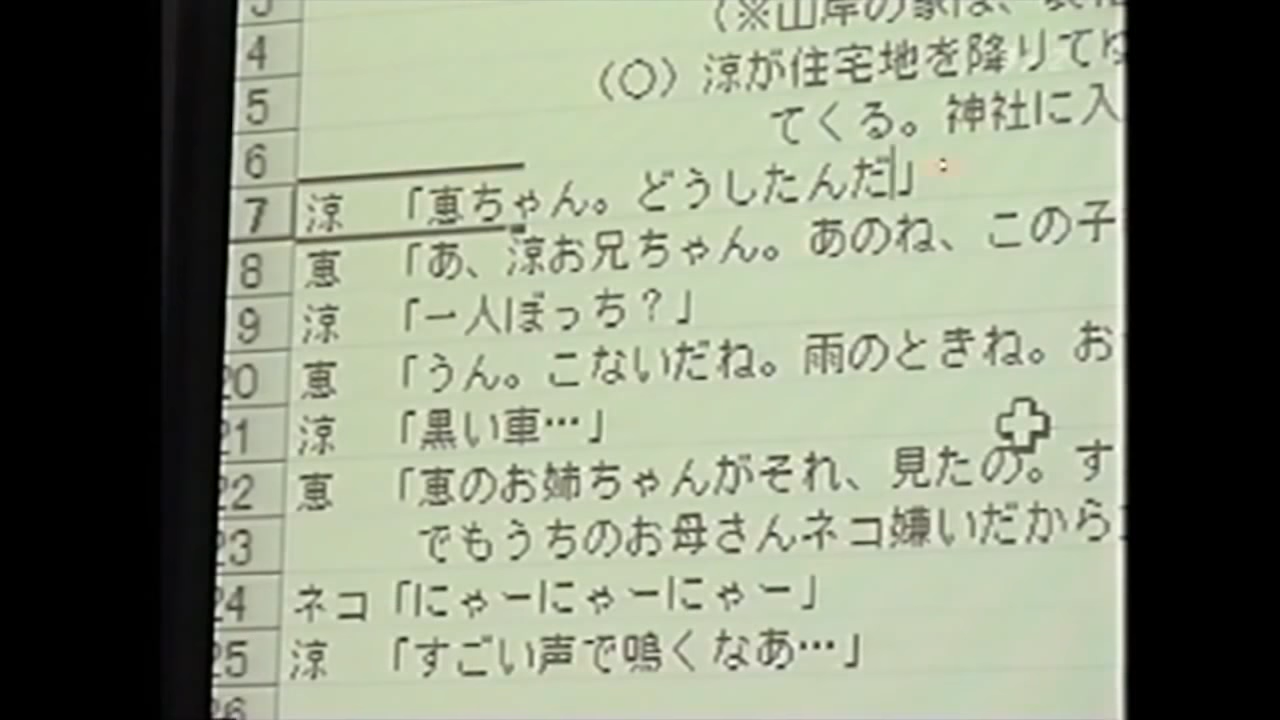 4
（○）涼が住宅地を降りてゆ
5
てくる。神社に入
6
7 涼 「恵ちゃん。どうしたんだ」
8 恵 「あ、涼お兄ちゃん。あのね、この子
9 涼 「一人ぼっち？」
20 恵 「うん。こないだね。雨のときね。お
21 涼 「黒い車…」
22 恵 「恵のお姉ちゃんがそれ、見たの。す
23 でもうちのお母さんネコ嫌いだから
24 ネコ「にゃーにゃーにゃー」
25 涼 「すごい声で鳴くなあ…」
26